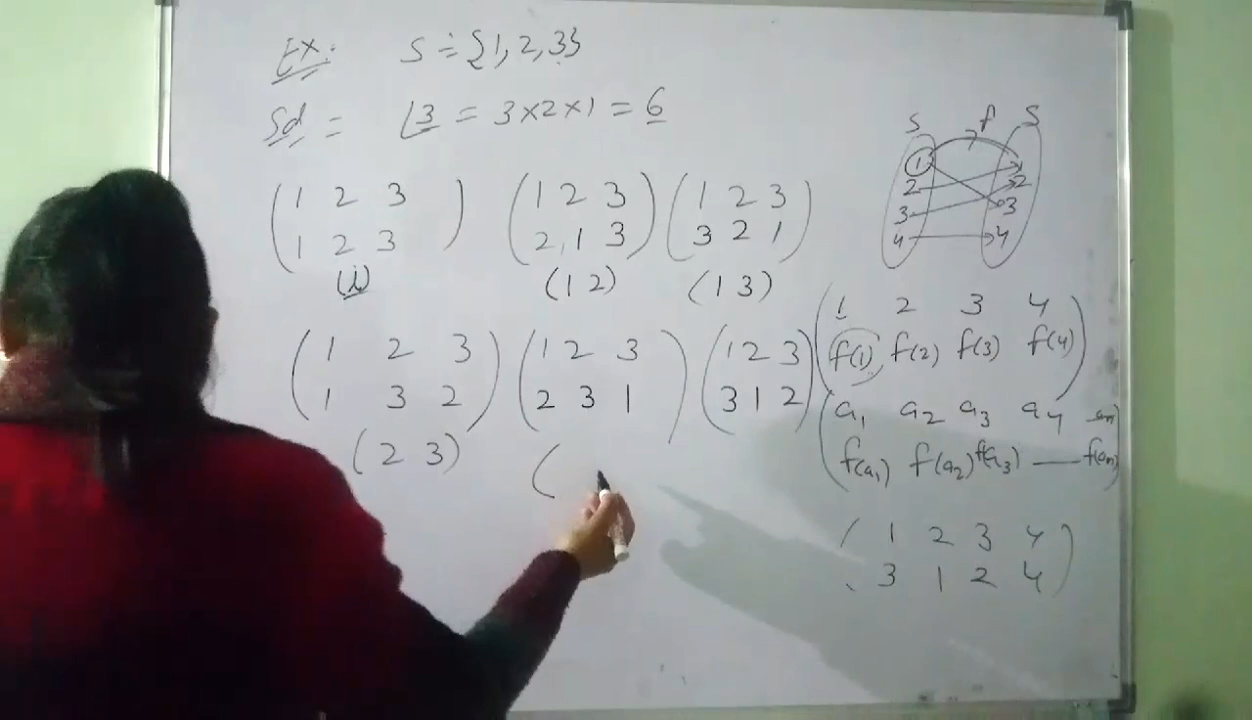 Ex: S = {1, 2, 3}
Sol = ⌊3 = 3×2×1 = 6
( 1 2 3 ) ( 1 2 3 ) ( 1 2 3 )
( 1 2 3 ) ( 2 1 3 ) ( 3 2 1 )
(i) (1 2) (1 3)
( 1 2 3 ) ( 1 2 3 ) ( 1 2 3 )
( 1 3 2 ) ( 2 3 1 ) ( 3 1 2 )
(2 3) (
S f S
1
2 2
3 3
4 4
( 1 2 3 4 )
( f(1) f(2) f(3) f(4) )
( a1 a2 a3 a4 an )
( f(a1) f(a2) f(a3) — f(an) )
( 1 2 3 4 )
( 3 1 2 4 )